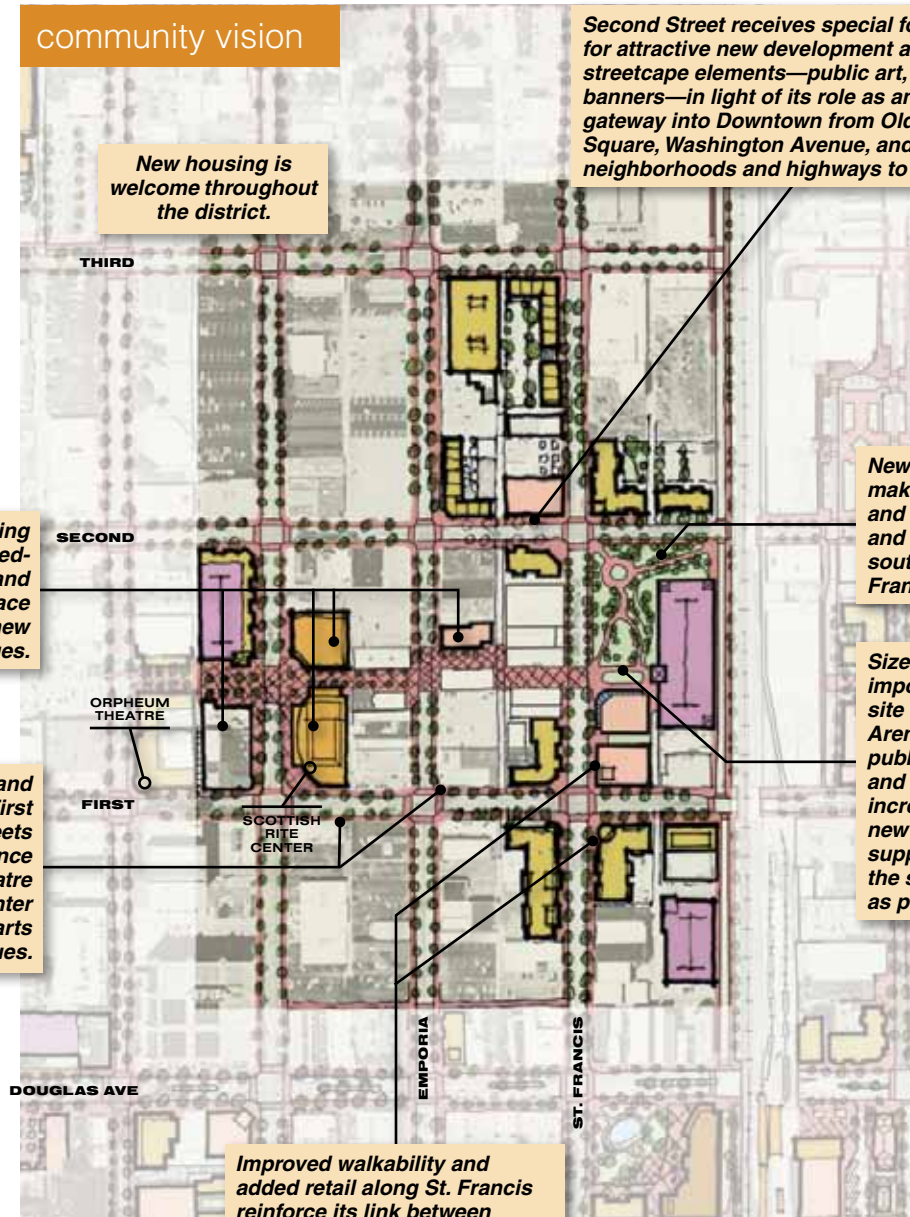 community vision
Second Street receives special fo
for attractive new development a
streetscape elements—public art,
banners—in light of its role as an
gateway into Downtown from Old
Square, Washington Avenue, and
neighborhoods and highways to
New housing is
welcome throughout
the district.
THIRD
New
mak
and
and
sout
Fran
ing
ed-
and
ace
new
ues.
SECOND
Size
impo
site
Aren
publ
and
incre
new
supp
the s
as p
ORPHEUM
THEATRE
and
irst
eets
nce
atre
nter
arts
ues.
FIRST
SCOTTISH
RITE
CENTER
EMPORIA
ST. FRANCIS
DOUGLAS AVE
Improved walkability and
added retail along St. Francis
reinforce its link between